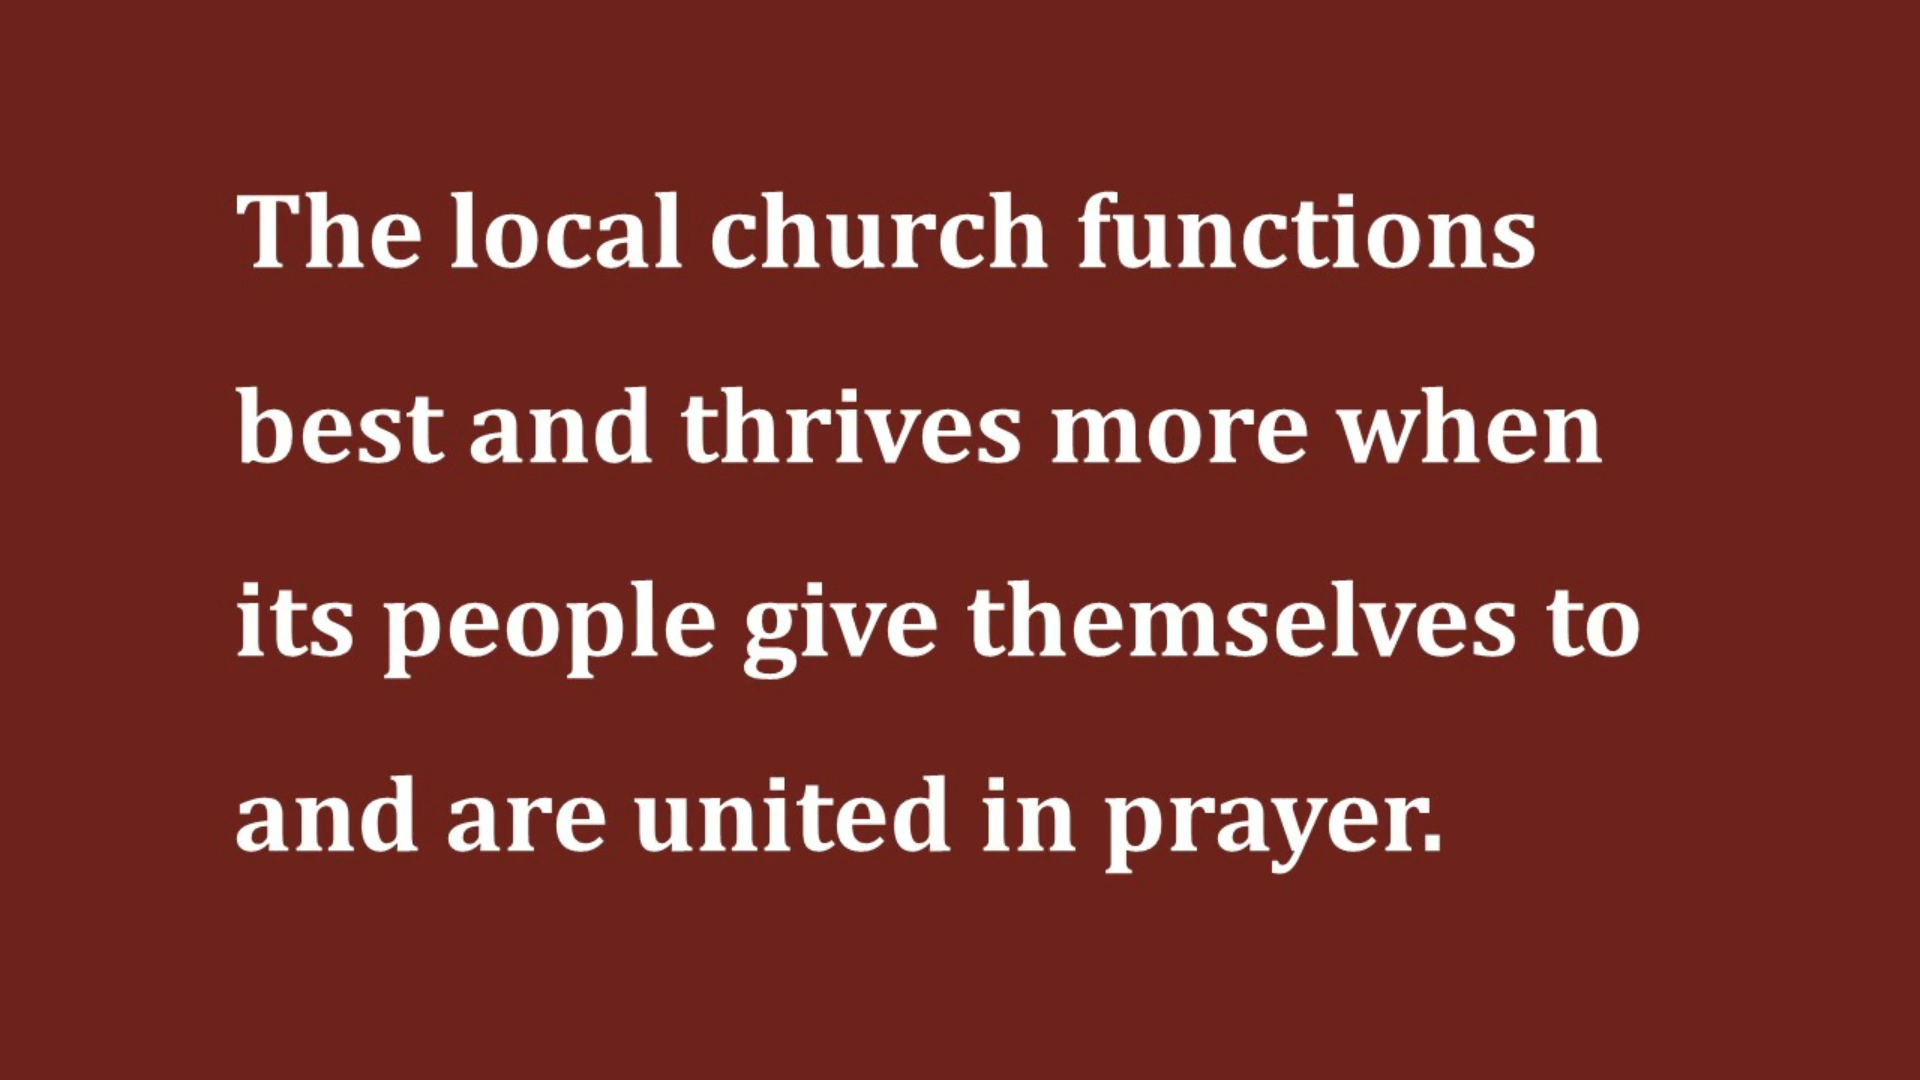 The local church functions
best and thrives more when
its people give themselves to
and are united in prayer.